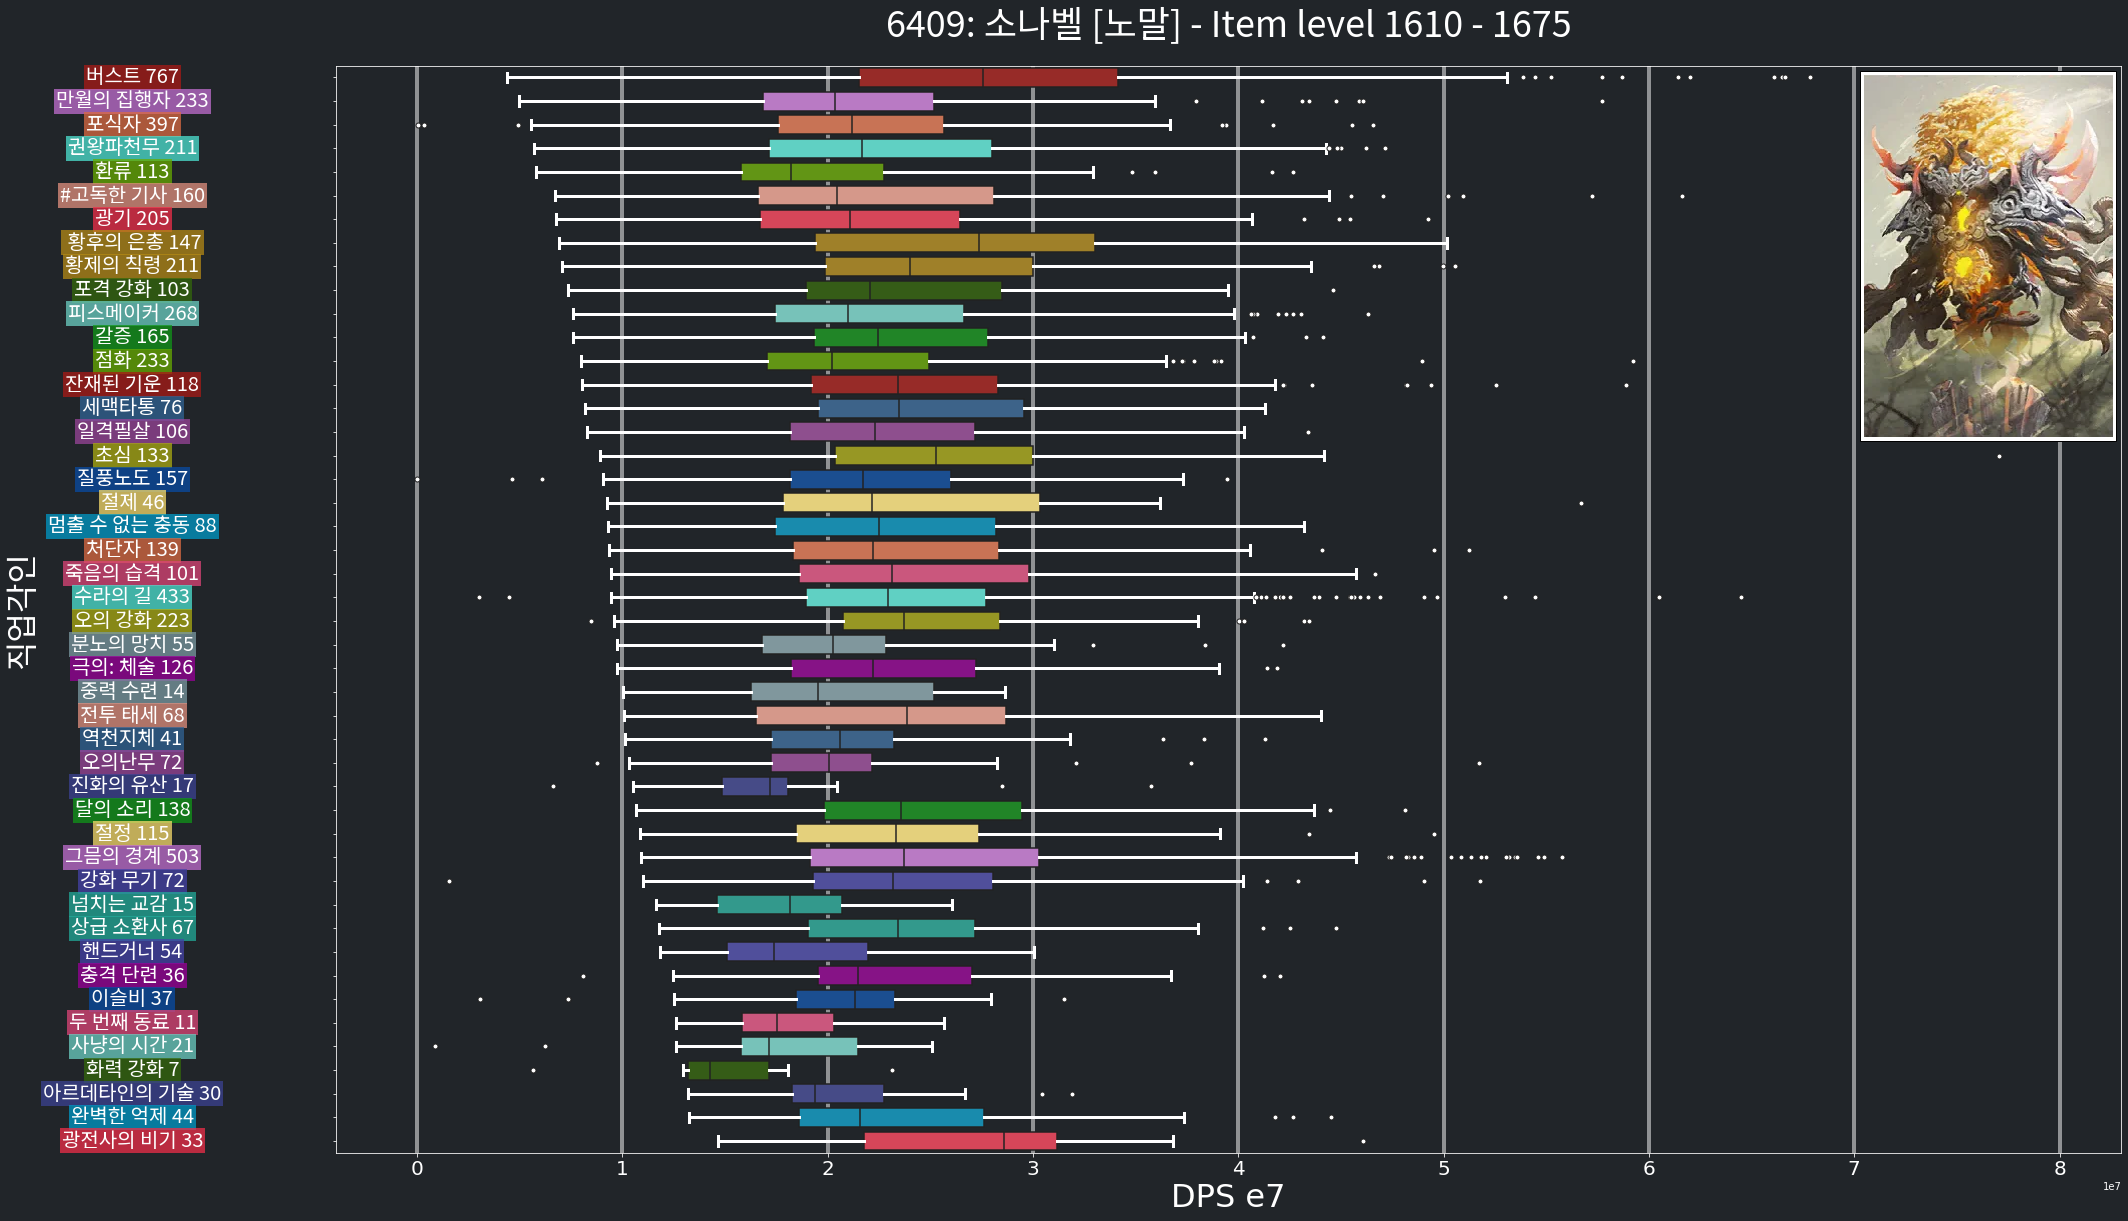 6409: 소나벨 [노말] - Item level 1610 - 1675
버스트 767
만월의 집행자 233
포식자 397
권왕파천무 211
환류 113
#고독한 기사 160
광기 205
황후의 은총 147
황제의 칙령 211
포격 강화 103
피스메이커 268
갈증 165
점화 233
잔재된 기운 118
세맥타통 76
일격필살 106
초심 133
질풍노도 157
절제 46
멈출 수 없는 충동 88
처단자 139
죽음의 습격 101
수라의 길 433
오의 강화 223
분노의 망치 55
극의: 체술 126
중력 수련 14
전투 태세 68
역천지체 41
오의난무 72
진화의 유산 17
달의 소리 138
절정 115
그믐의 경계 503
강화 무기 72
넘치는 교감 15
상급 소환사 67
핸드거너 54
충격 단련 36
이슬비 37
두 번째 동료 11
사냥의 시간 21
화력 강화 7
아르데타인의 기술 30
완벽한 억제 44
광전사의 비기 33
직업각인
0 1 2 3 4 5 6 7 8
1e7
DPS e7